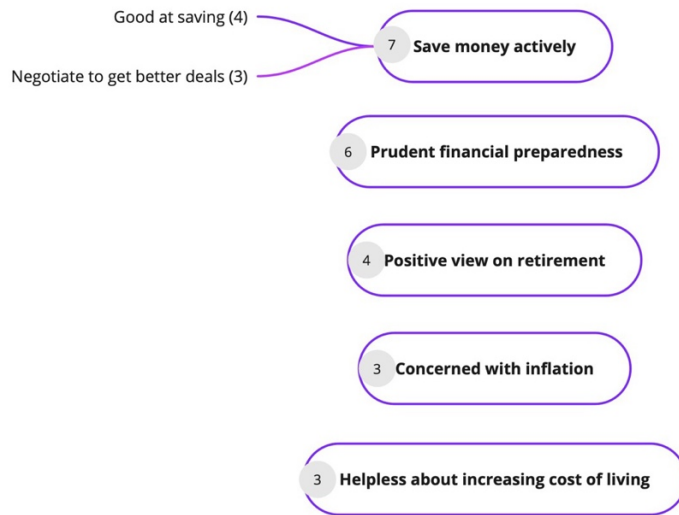 Good at saving (4)
7 Save money actively
Negotiate to get better deals (3)
6 Prudent financial preparedness
4 Positive view on retirement
3 Concerned with inflation
3 Helpless about increasing cost of living